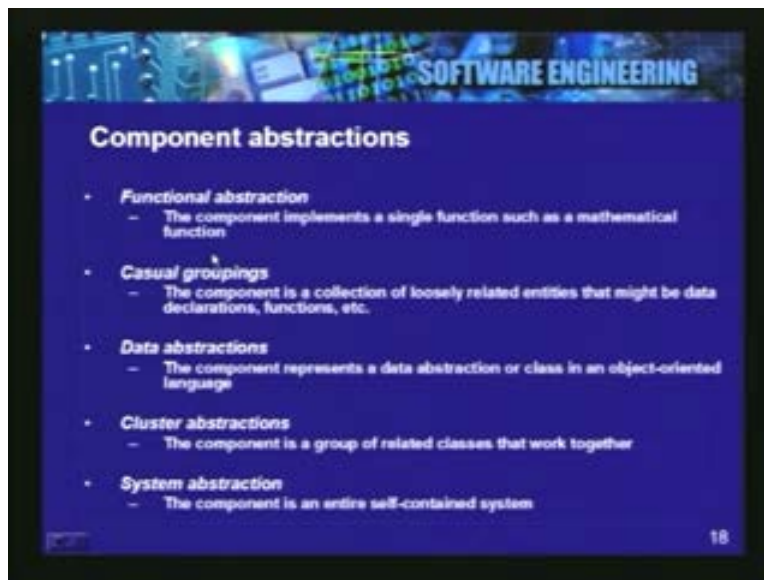 SOFTWARE ENGINEERING
Component abstractions
• Functional abstraction
– The component implements a single function such as a mathematical
function
• Casual groupings
– The component is a collection of loosely related entities that might be data
declarations, functions, etc.
• Data abstractions
– The component represents a data abstraction or class in an object-oriented
language
• Cluster abstractions
– The component is a group of related classes that work together
• System abstraction
– The component is an entire self-contained system
18